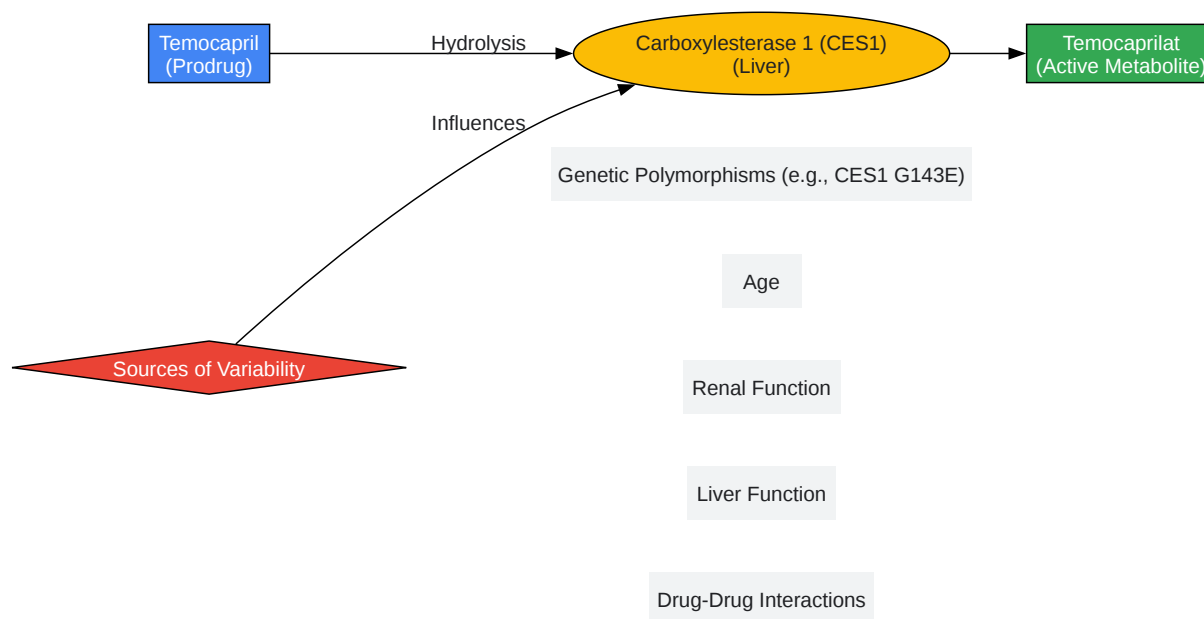 Temocapril
(Prodrug)
Hydrolysis
Carboxylesterase 1 (CES1)
(Liver)
Temocaprilat
(Active Metabolite)
Influences
Genetic Polymorphisms (e.g., CES1 G143E)
Age
Sources of Variability
Renal Function
Liver Function
Drug-Drug Interactions